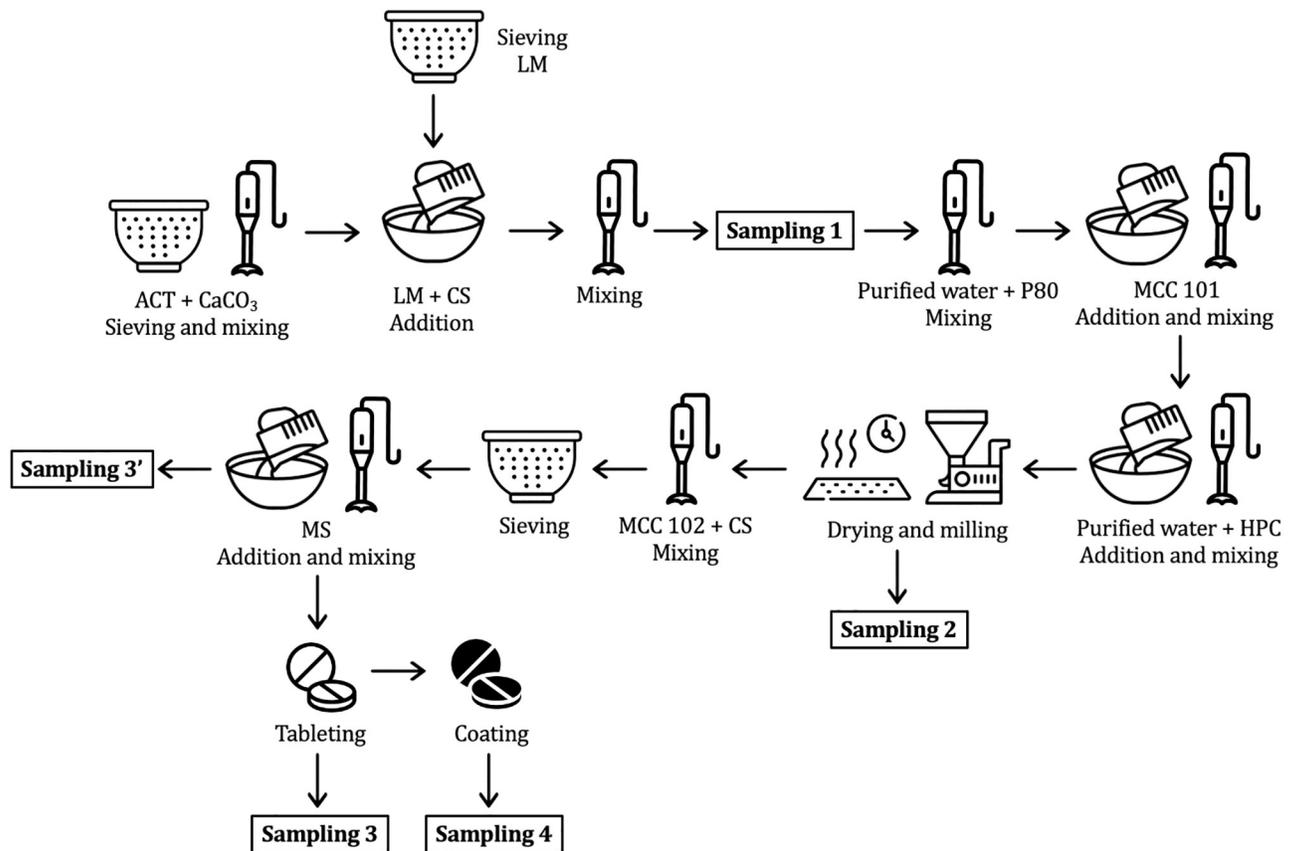 Sieving
LM
ACT + CaCO₃
Sieving and mixing
LM + CS
Addition
Mixing
Sampling 1
Purified water + P80
Mixing
MCC 101
Addition and mixing
Purified water + HPC
Addition and mixing
Drying and milling
Sampling 2
MCC 102 + CS
Mixing
Sieving
MS
Addition and mixing
Sampling 3′
Tableting
Coating
Sampling 3
Sampling 4